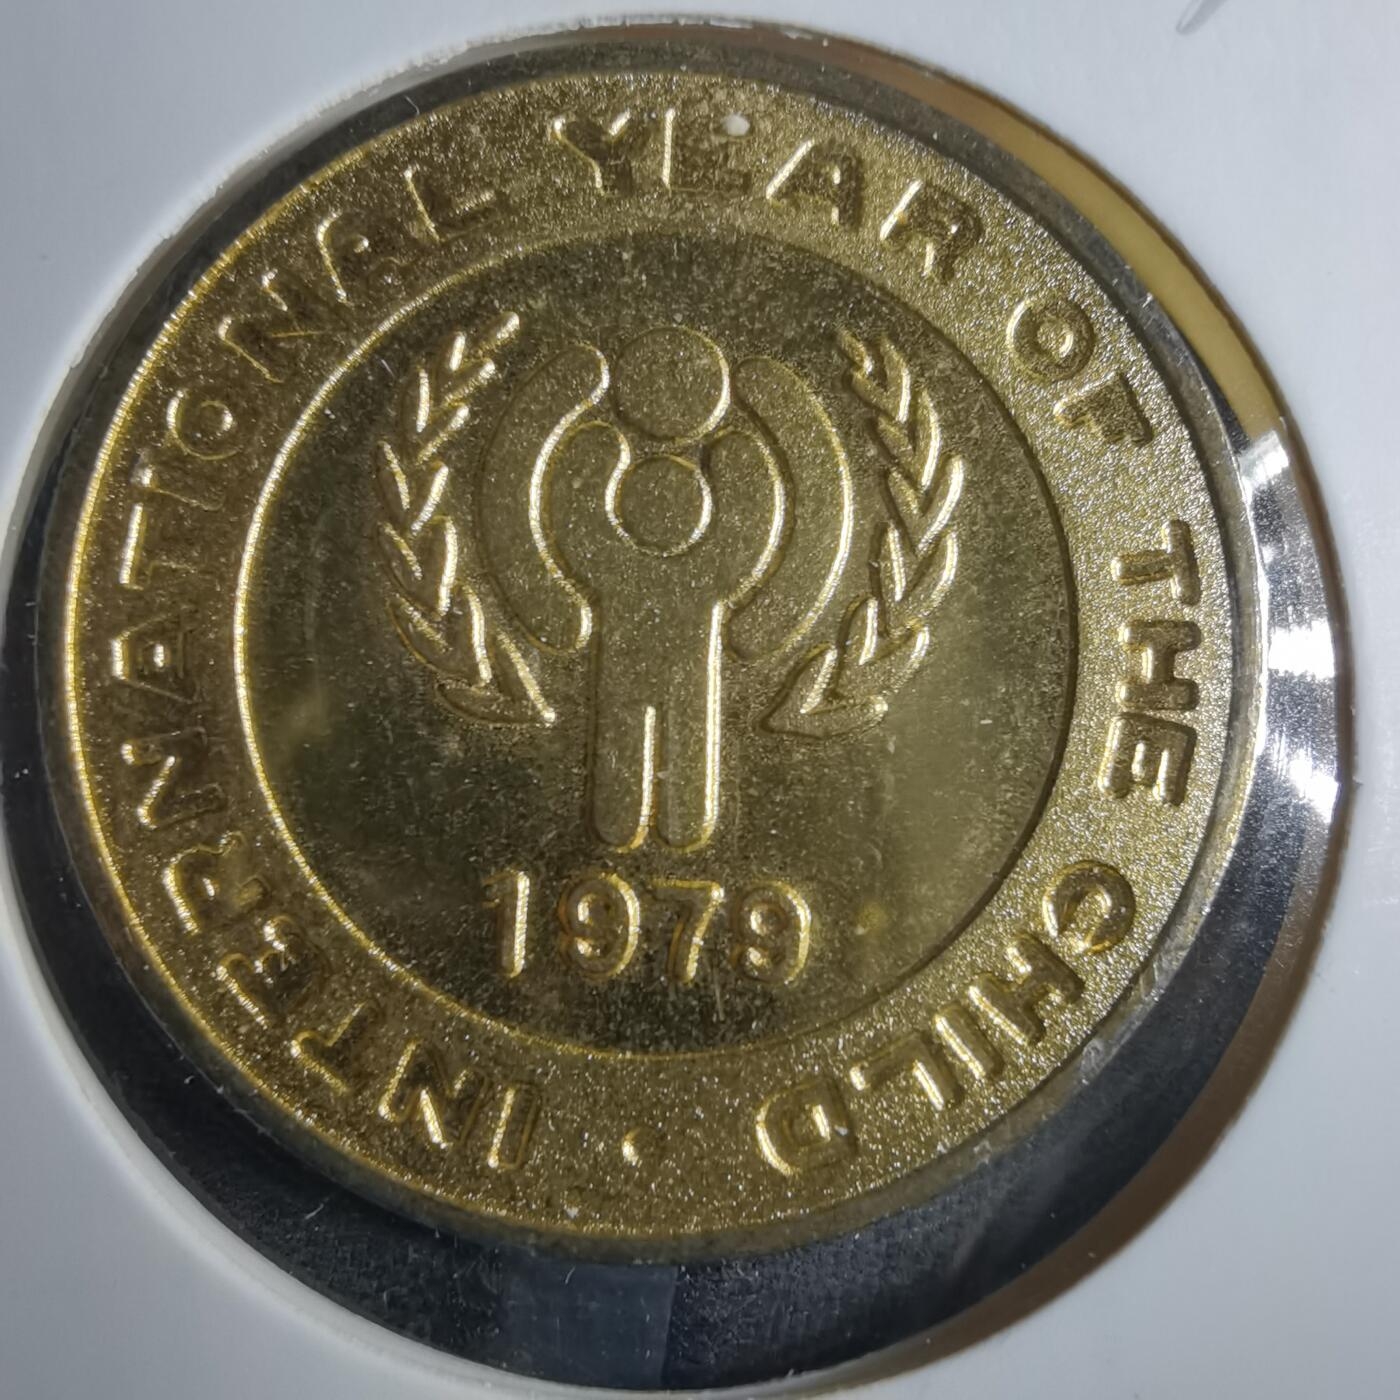 INTERNATIONAL YEAR OF THE CHILD •
1979